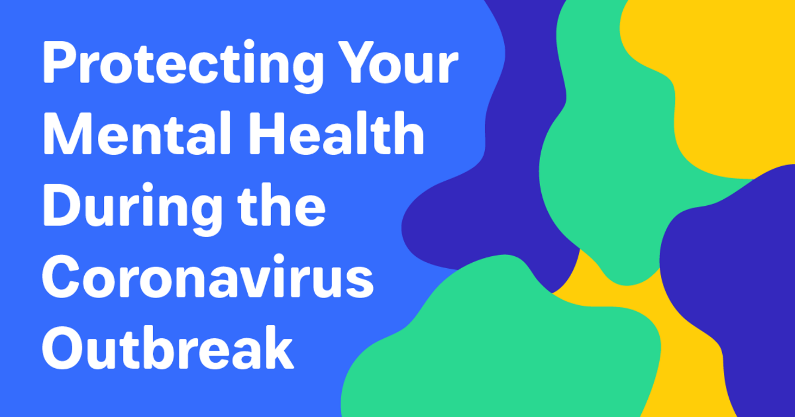 Protecting Your
Mental Health
During the
Coronavirus
Outbreak